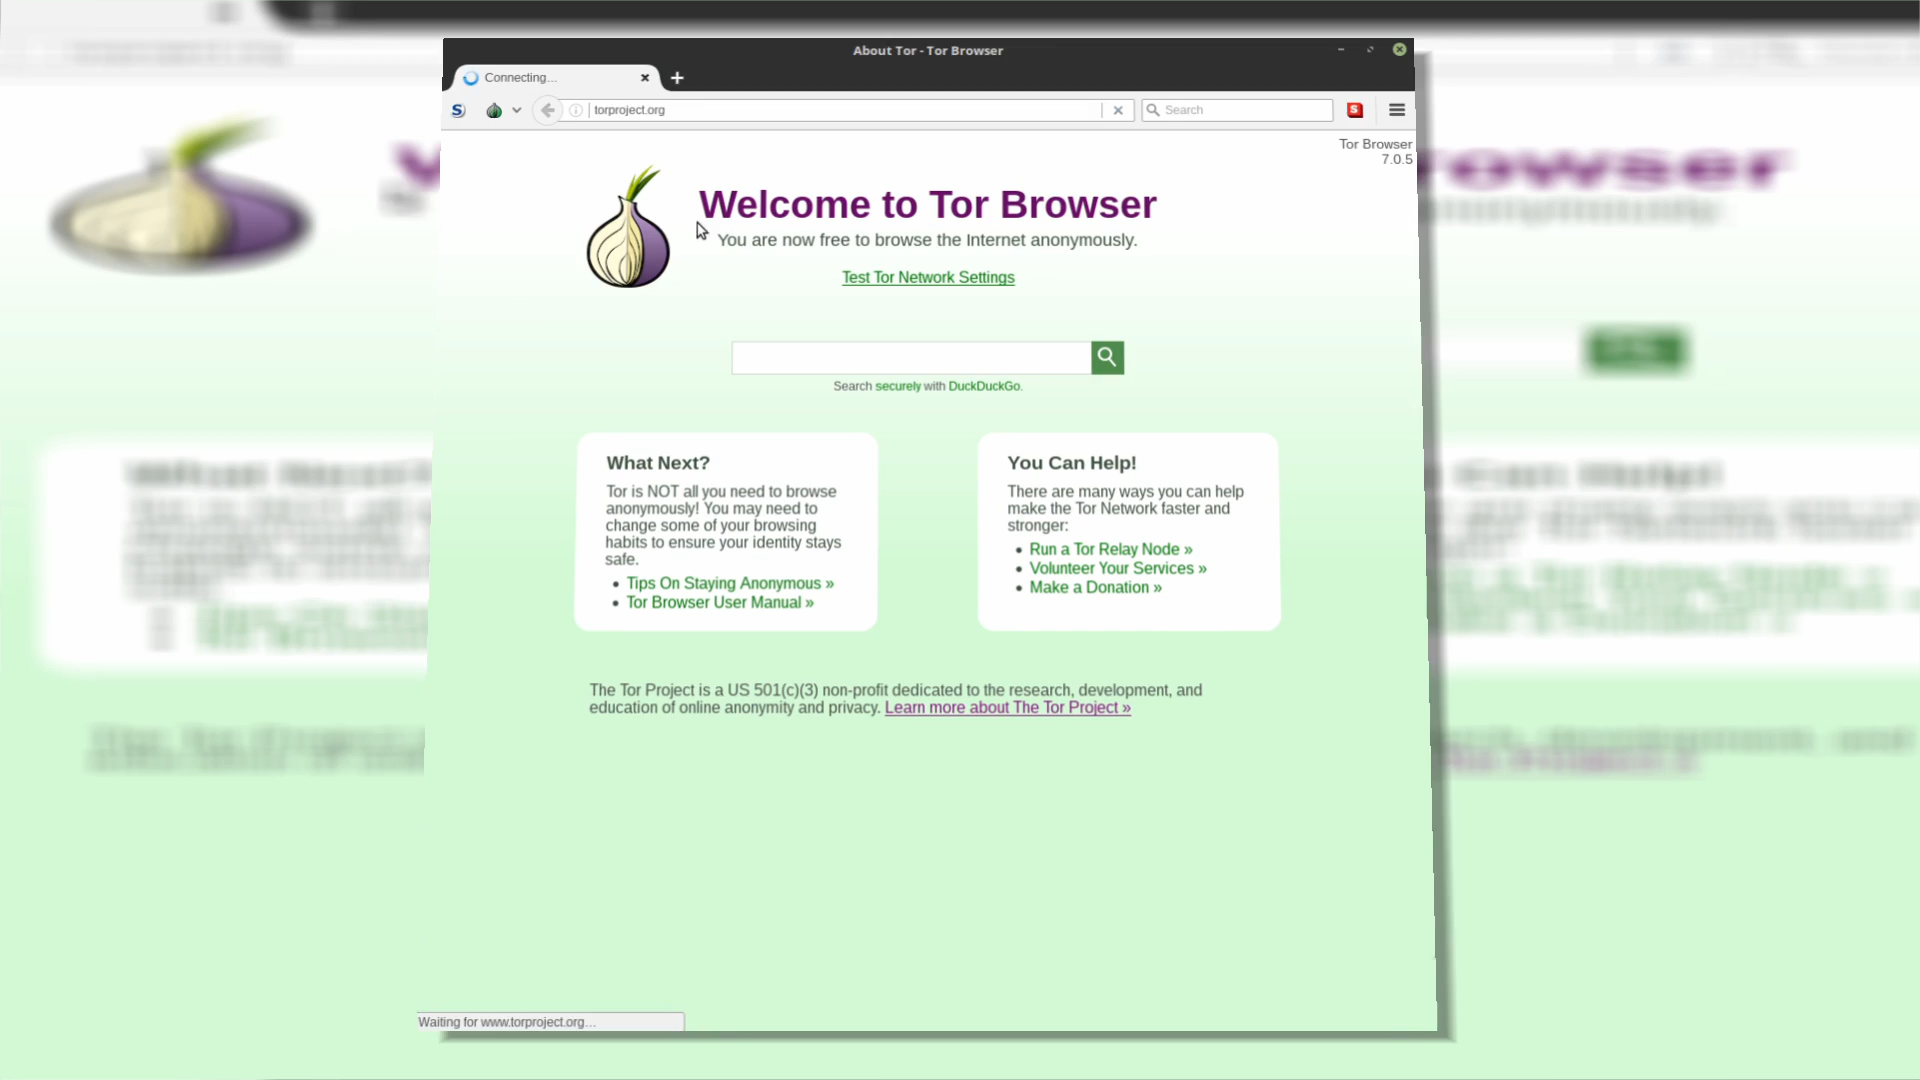 About Tor - Tor Browser
Connecting…
torproject.org
Search
Tor Browser
7.0.5
Welcome to Tor Browser
You are now free to browse the Internet anonymously.
Test Tor Network Settings
Search securely with DuckDuckGo.
What Next?
Tor is NOT all you need to browse
anonymously! You may need to
change some of your browsing
habits to ensure your identity stays
safe.
• Tips On Staying Anonymous »
• Tor Browser User Manual »
You Can Help!
There are many ways you can help
make the Tor Network faster and
stronger:
• Run a Tor Relay Node »
• Volunteer Your Services »
• Make a Donation »
The Tor Project is a US 501(c)(3) non-profit dedicated to the research, development, and
education of online anonymity and privacy. Learn more about The Tor Project »
Waiting for www.torproject.org…